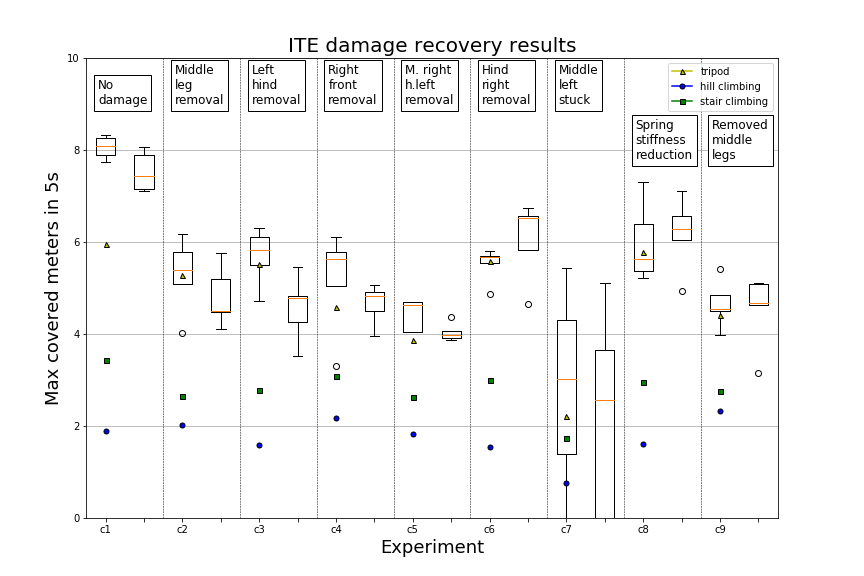 ITE damage recovery results
Max covered meters in 5s
10
8
6
4
2
0
No
damage
Middle
leg
removal
Left
hind
removal
Right
front
removal
M. right
h.left
removal
Hind
right
removal
Middle
left
stuck
Spring
stiffness
reduction
Removed
middle
legs
tripod
hill climbing
stair climbing
c1 c2 c3 c4 c5 c6 c7 c8 c9
Experiment